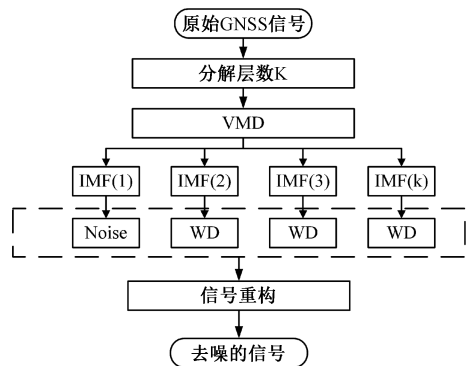 原始GNSS信号
分解层数K
VMD
IMF(1) IMF(2) IMF(3) IMF(k)
Noise WD WD WD
信号重构
去噪的信号